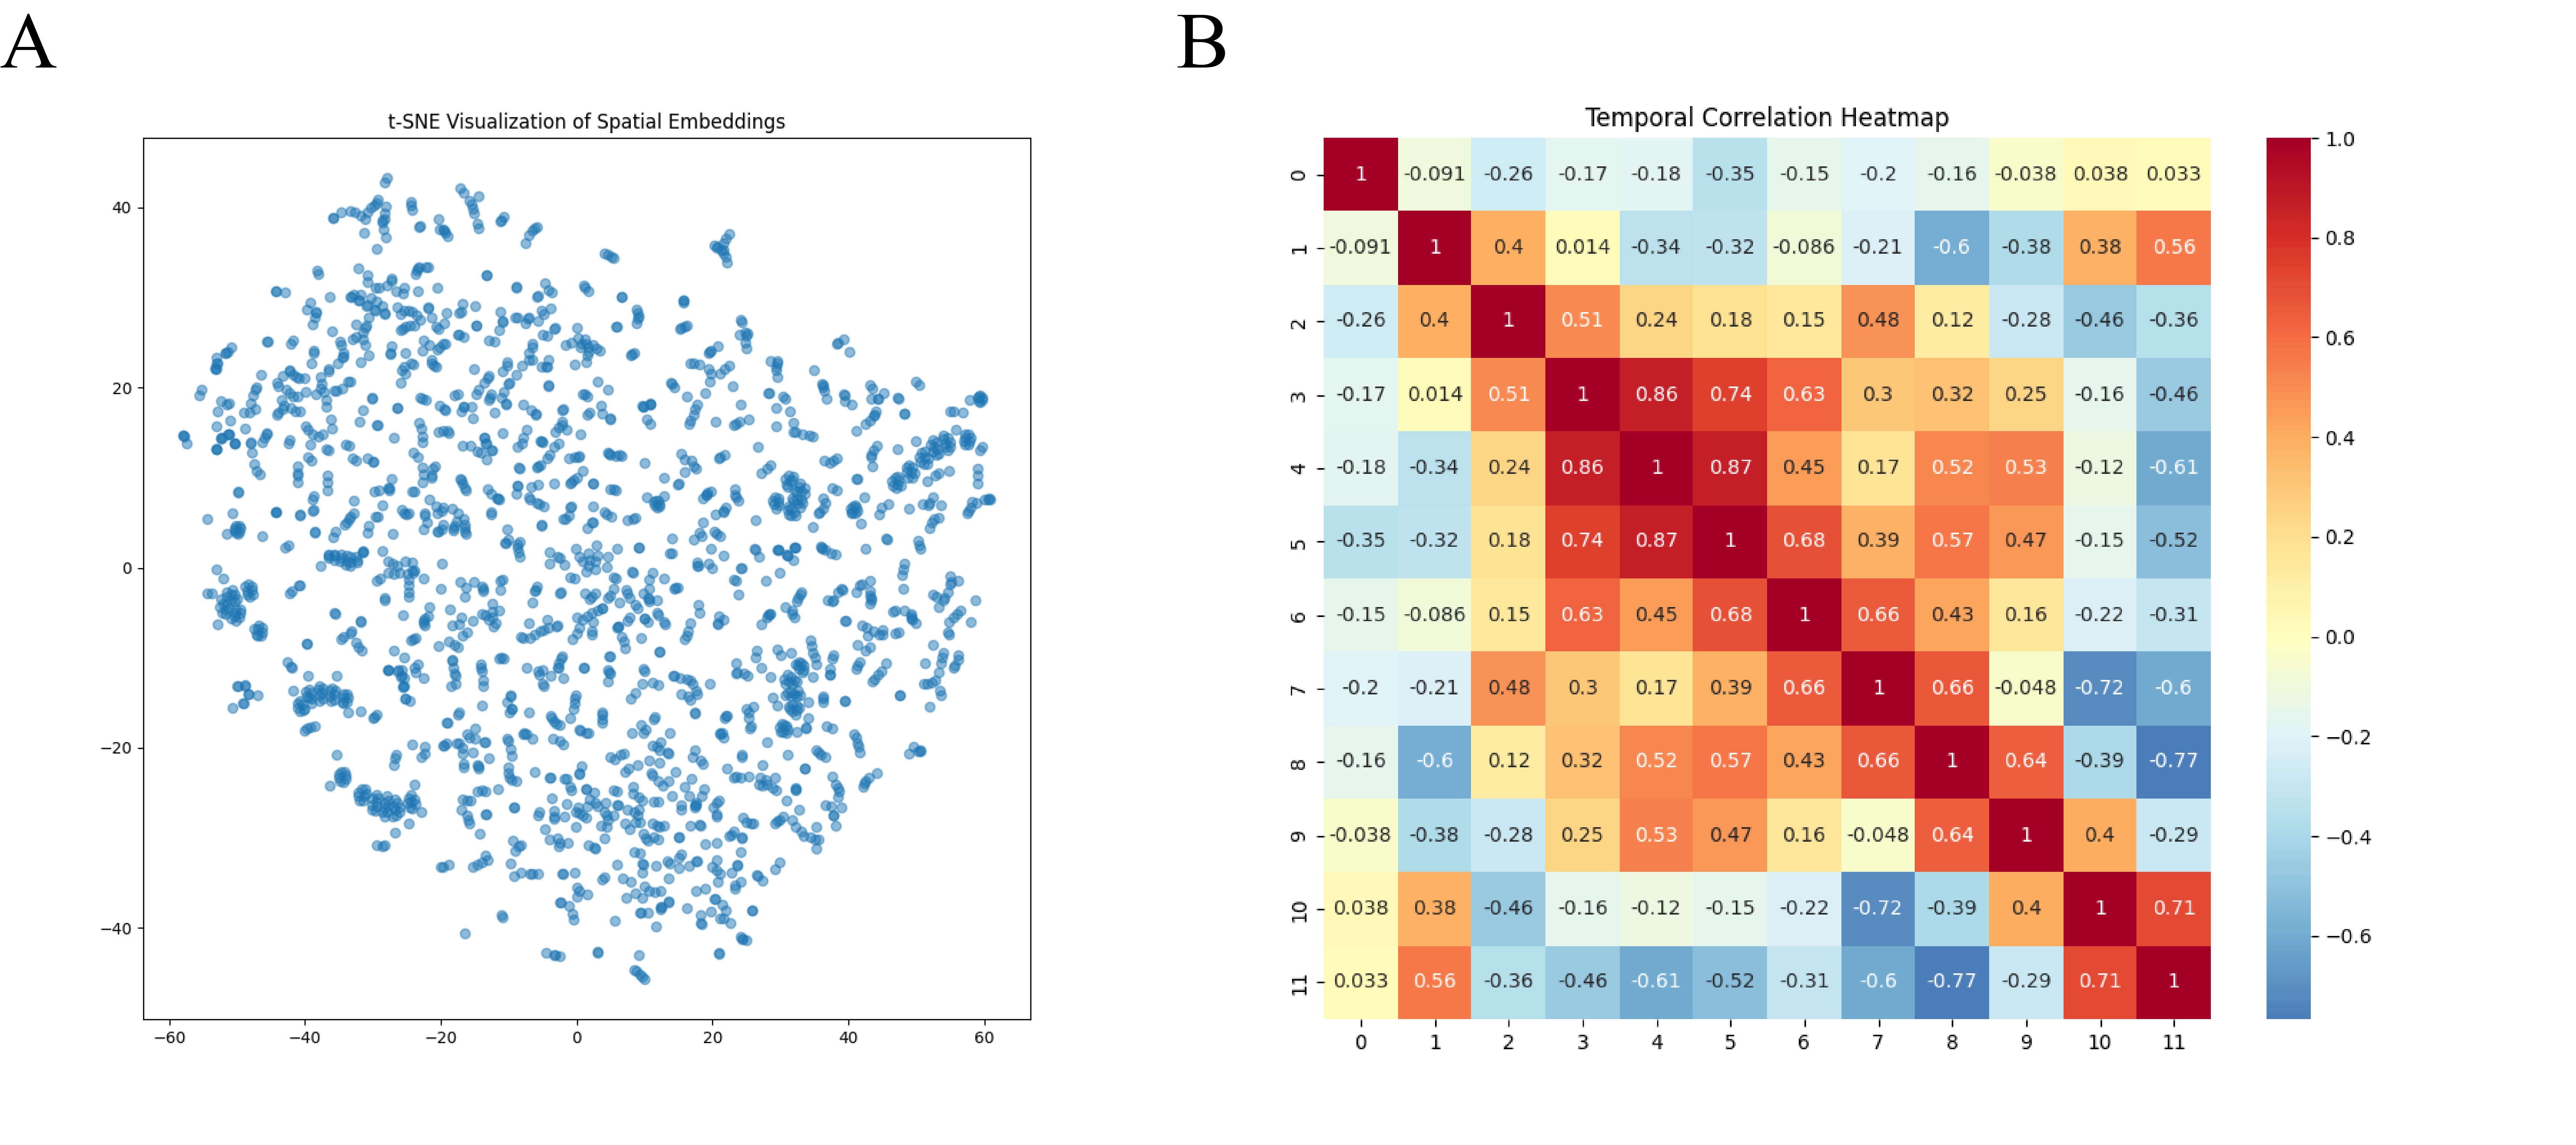 A
B
t-SNE Visualization of Spatial Embeddings
40
20
0
−20
−40
−60 −40 −20 0 20 40 60
Temporal Correlation Heatmap
0 1 -0.091 -0.26 -0.17 -0.18 -0.35 -0.15 -0.2 -0.16 -0.038 0.038 0.033
1 -0.091 1 0.4 0.014 -0.34 -0.32 -0.086 -0.21 -0.6 -0.38 0.38 0.56
2 -0.26 0.4 1 0.51 0.24 0.18 0.15 0.48 0.12 -0.28 -0.46 -0.36
3 -0.17 0.014 0.51 1 0.86 0.74 0.63 0.3 0.32 0.25 -0.16 -0.46
4 -0.18 -0.34 0.24 0.86 1 0.87 0.45 0.17 0.52 0.53 -0.12 -0.61
5 -0.35 -0.32 0.18 0.74 0.87 1 0.68 0.39 0.57 0.47 -0.15 -0.52
6 -0.15 -0.086 0.15 0.63 0.45 0.68 1 0.66 0.43 0.16 -0.22 -0.31
7 -0.2 -0.21 0.48 0.3 0.17 0.39 0.66 1 0.66 -0.048 -0.72 -0.6
8 -0.16 -0.6 0.12 0.32 0.52 0.57 0.43 0.66 1 0.64 -0.39 -0.77
9 -0.038 -0.38 -0.28 0.25 0.53 0.47 0.16 -0.048 0.64 1 0.4 -0.29
10 0.038 0.38 -0.46 -0.16 -0.12 -0.15 -0.22 -0.72 -0.39 0.4 1 0.71
11 0.033 0.56 -0.36 -0.46 -0.61 -0.52 -0.31 -0.6 -0.77 -0.29 0.71 1
0 1 2 3 4 5 6 7 8 9 10 11
1.0
0.8
0.6
0.4
0.2
0.0
−0.2
−0.4
−0.6